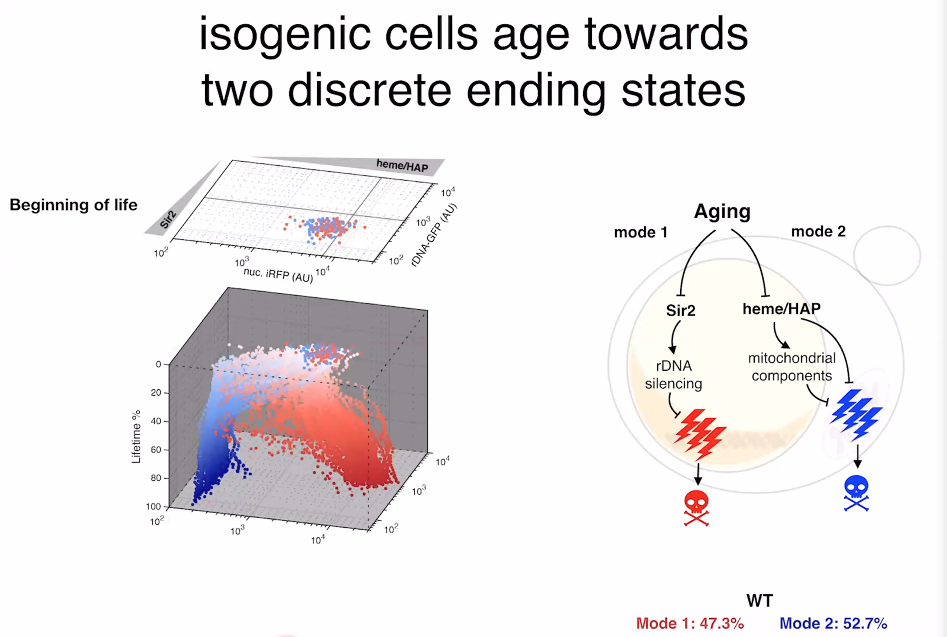 isogenic cells age towards
two discrete ending states
Beginning of life
Sir2
heme/HAP
10^4
10^3
10^2
rDNA-GFP (AU)
10^2
10^3
10^4
nuc. iRFP (AU)
Lifetime %
0
20
40
60
80
100
10^2
10^3
10^4
10^4
10^3
10^2
Aging
mode 1
mode 2
Sir2
heme/HAP
rDNA
silencing
mitochondrial
components
WT
Mode 1: 47.3%
Mode 2: 52.7%